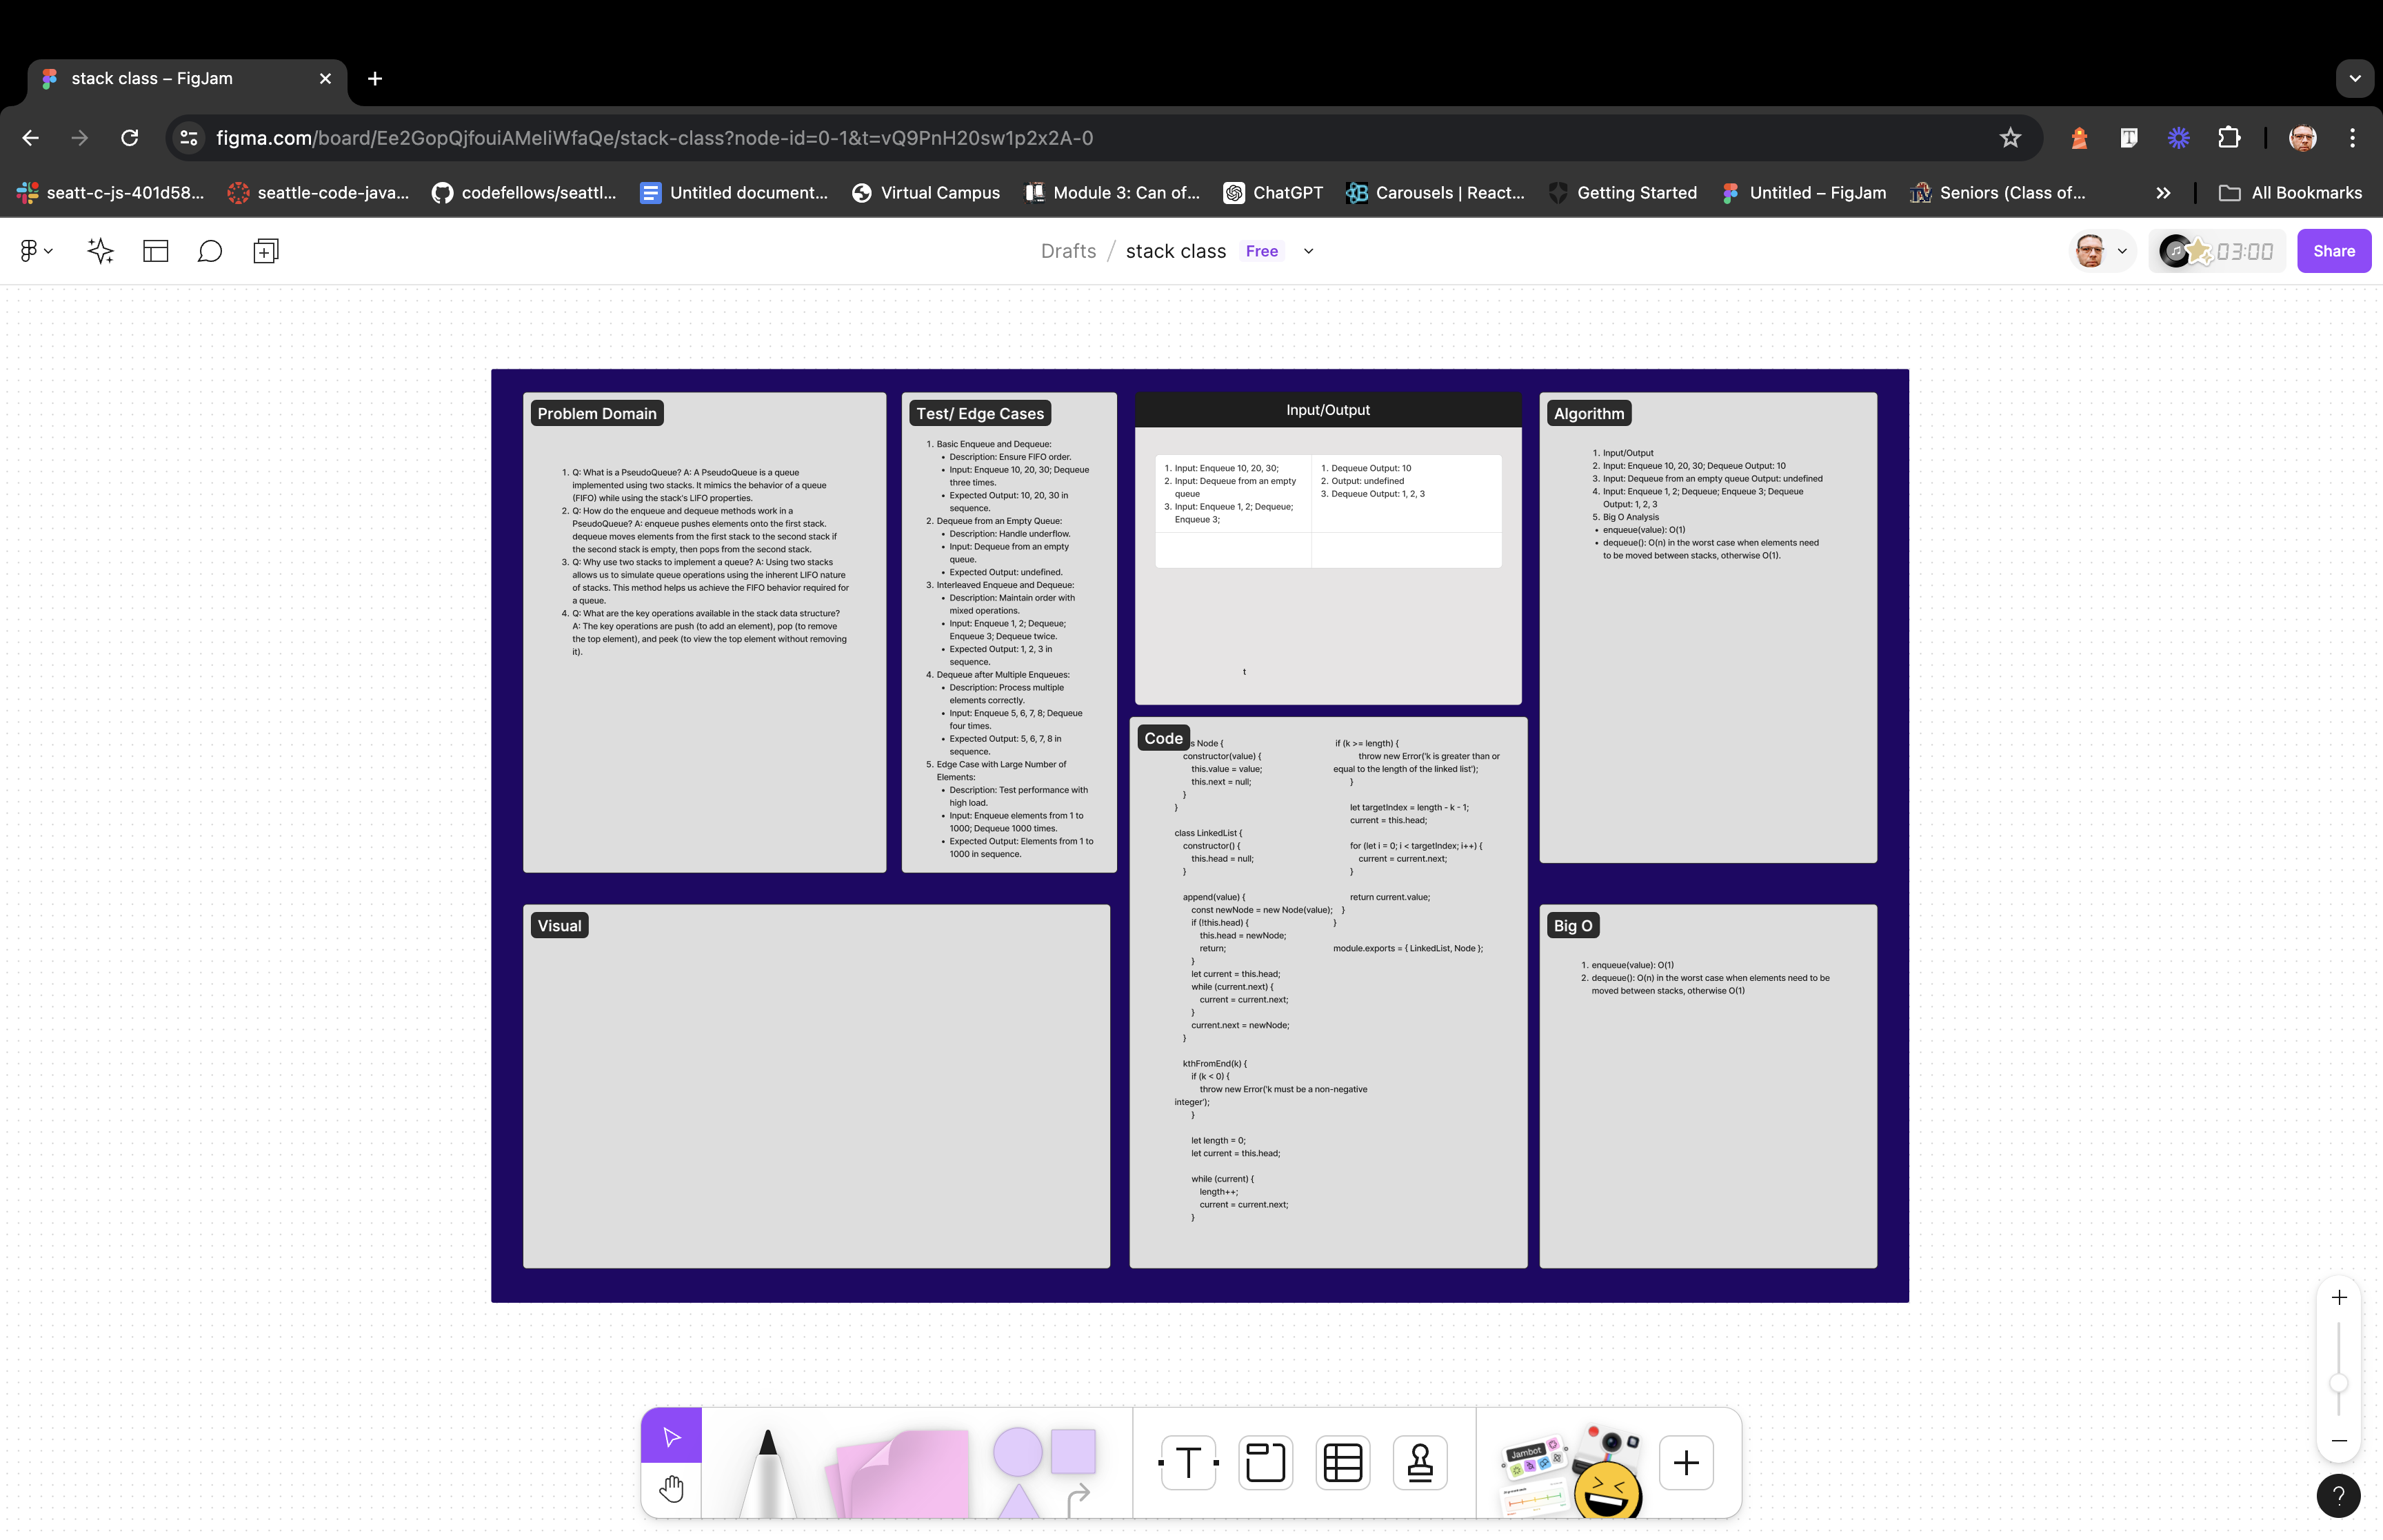 stack class – FigJam
figma.com/board/Ee2GopQjfouiAMeliWfaQe/stack-class?node-id=0-1&t=vQ9PnH20sw1p2x2A-0
seatt-c-js-401d58...
seattle-code-java...
codefellows/seattl...
Untitled document...
Virtual Campus
Module 3: Can of...
ChatGPT
Carousels | React...
Getting Started
Untitled – FigJam
Seniors (Class of...
All Bookmarks
Drafts / stack class Free
03:00
Share
Problem Domain
1. Q: What is a PseudoQueue? A: A PseudoQueue is a queue
implemented using two stacks. It mimics the behavior of a queue
(FIFO) while using the stack's LIFO properties.
2. Q: How do the enqueue and dequeue methods work in a
PseudoQueue? A: enqueue pushes elements onto the first stack.
dequeue moves elements from the first stack to the second stack if
the second stack is empty, then pops from the second stack.
3. Q: Why use two stacks to implement a queue? A: Using two stacks
allows us to simulate queue operations using the inherent LIFO nature
of stacks. This method helps us achieve the FIFO behavior required for
a queue.
4. Q: What are the key operations available in the stack data structure?
A: The key operations are push (to add an element), pop (to remove
the top element), and peek (to view the top element without removing
it).
Test/ Edge Cases
1. Basic Enqueue and Dequeue:
• Description: Ensure FIFO order.
• Input: Enqueue 10, 20, 30; Dequeue
three times.
• Expected Output: 10, 20, 30 in
sequence.
2. Dequeue from an Empty Queue:
• Description: Handle underflow.
• Input: Dequeue from an empty
queue.
• Expected Output: undefined.
3. Interleaved Enqueue and Dequeue:
• Description: Maintain order with
mixed operations.
• Input: Enqueue 1, 2; Dequeue;
Enqueue 3; Dequeue twice.
• Expected Output: 1, 2, 3 in
sequence.
4. Dequeue after Multiple Enqueues:
• Description: Process multiple
elements correctly.
• Input: Enqueue 5, 6, 7, 8; Dequeue
four times.
• Expected Output: 5, 6, 7, 8 in
sequence.
5. Edge Case with Large Number of
Elements:
• Description: Test performance with
high load.
• Input: Enqueue elements from 1 to
1000; Dequeue 1000 times.
• Expected Output: Elements from 1 to
1000 in sequence.
Input/Output
1. Input: Enqueue 10, 20, 30;
2. Input: Dequeue from an empty
queue
3. Input: Enqueue 1, 2; Dequeue;
Enqueue 3;
1. Dequeue Output: 10
2. Output: undefined
3. Dequeue Output: 1, 2, 3
t
Algorithm
1. Input/Output
2. Input: Enqueue 10, 20, 30; Dequeue Output: 10
3. Input: Dequeue from an empty queue Output: undefined
4. Input: Enqueue 1, 2; Dequeue; Enqueue 3; Dequeue
Output: 1, 2, 3
5. Big O Analysis
• enqueue(value): O(1)
• dequeue(): O(n) in the worst case when elements need
to be moved between stacks, otherwise O(1).
Visual
Code
s Node {
constructor(value) {
this.value = value;
this.next = null;
}
}
class LinkedList {
constructor() {
this.head = null;
}
append(value) {
const newNode = new Node(value);
if (!this.head) {
this.head = newNode;
return;
}
let current = this.head;
while (current.next) {
current = current.next;
}
current.next = newNode;
}
kthFromEnd(k) {
if (k < 0) {
throw new Error('k must be a non-negative
integer');
}
let length = 0;
let current = this.head;
while (current) {
length++;
current = current.next;
}
if (k >= length) {
throw new Error('k is greater than or
equal to the length of the linked list');
}
let targetIndex = length - k - 1;
current = this.head;
for (let i = 0; i < targetIndex; i++) {
current = current.next;
}
return current.value;
}
}
module.exports = { LinkedList, Node };
Big O
1. enqueue(value): O(1)
2. dequeue(): O(n) in the worst case when elements need to be
moved between stacks, otherwise O(1)
T
Jambot
?